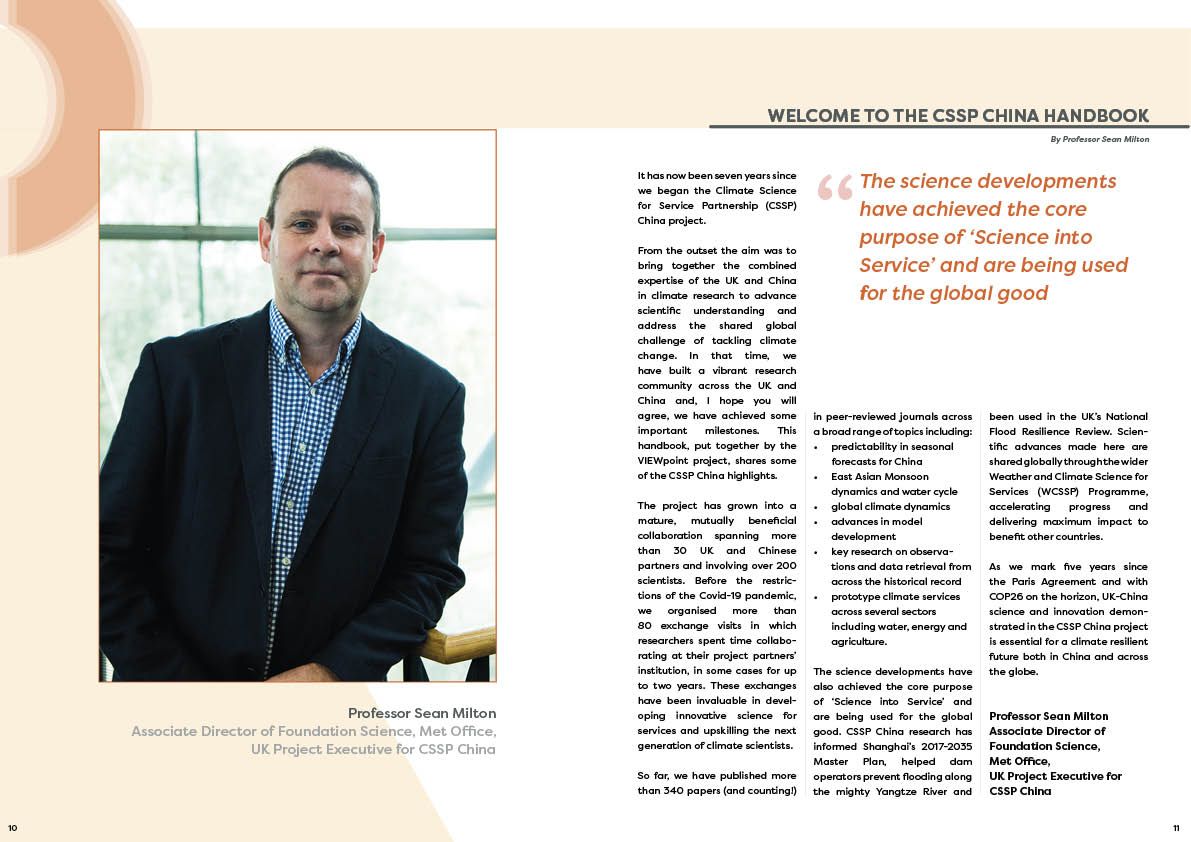 WELCOME TO THE CSSP CHINA HANDBOOK
By Professor Sean Milton
It has now been seven years since
we began the Climate Science
for Service Partnership (CSSP)
China project.
From the outset the aim was to
bring together the combined
expertise of the UK and China
in climate research to advance
scientific understanding and
address the shared global
challenge of tackling climate
change. In that time, we
have built a vibrant research
community across the UK and
China and, I hope you will
agree, we have achieved some
important milestones. This
handbook, put together by the
VIEWpoint project, shares some
of the CSSP China highlights.
The project has grown into a
mature, mutually beneficial
collaboration spanning more
than 30 UK and Chinese
partners and involving over 200
scientists. Before the restric-
tions of the Covid-19 pandemic,
we organised more than
80 exchange visits in which
researchers spent time collabo-
rating at their project partners’
institution, in some cases for up
to two years. These exchanges
have been invaluable in devel-
oping innovative science for
services and upskilling the next
generation of climate scientists.
So far, we have published more
than 340 papers (and counting!)
“ The science developments
have achieved the core
purpose of ‘Science into
Service’ and are being used
for the global good
in peer-reviewed journals across
a broad range of topics including:
• predictability in seasonal
forecasts for China
• East Asian Monsoon
dynamics and water cycle
• global climate dynamics
• advances in model
development
• key research on observa-
tions and data retrieval from
across the historical record
• prototype climate services
across several sectors
including water, energy and
agriculture.
The science developments have
also achieved the core purpose
of ‘Science into Service’ and
are being used for the global
good. CSSP China research has
informed Shanghai’s 2017-2035
Master Plan, helped dam
operators prevent flooding along
the mighty Yangtze River and
been used in the UK’s National
Flood Resilience Review. Scien-
tific advances made here are
shared globally through the wider
Weather and Climate Science for
Services (WCSSP) Programme,
accelerating progress and
delivering maximum impact to
benefit other countries.
As we mark five years since
the Paris Agreement and with
COP26 on the horizon, UK-China
science and innovation demon-
strated in the CSSP China project
is essential for a climate resilient
future both in China and across
the globe.
Professor Sean Milton
Associate Director of
Foundation Science,
Met Office,
UK Project Executive for
CSSP China
Professor Sean Milton
Associate Director of Foundation Science, Met Office,
UK Project Executive for CSSP China
10
11